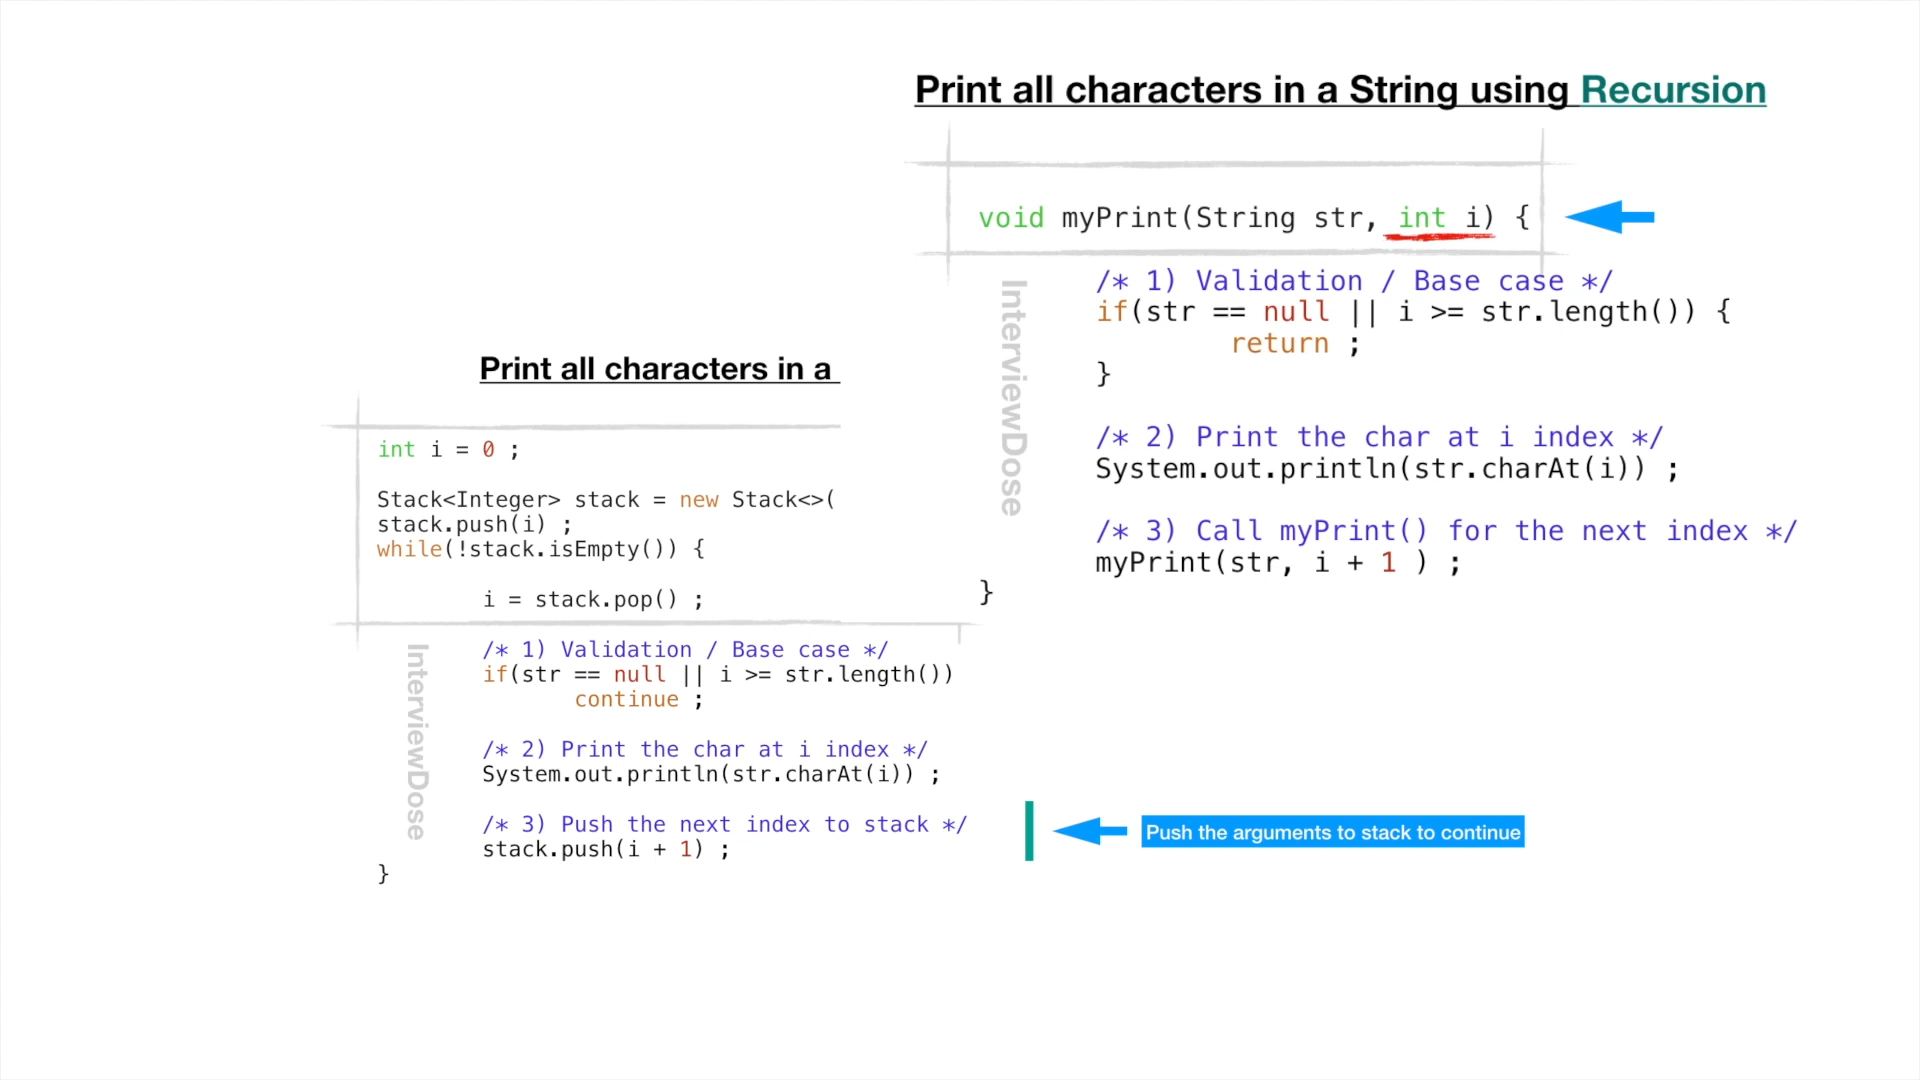 Print all characters in a String using Recursion
void myPrint(String str, int i) {
/* 1) Validation / Base case */
if(str == null || i >= str.length()) {
return ;
}
/* 2) Print the char at i index */
System.out.println(str.charAt(i)) ;
/* 3) Call myPrint() for the next index */
myPrint(str, i + 1 ) ;
}
InterviewDose
Print all characters in a
int i = 0 ;
Stack<Integer> stack = new Stack<>(
stack.push(i) ;
while(!stack.isEmpty()) {
i = stack.pop() ;
/* 1) Validation / Base case */
if(str == null || i >= str.length())
continue ;
/* 2) Print the char at i index */
System.out.println(str.charAt(i)) ;
/* 3) Push the next index to stack */
stack.push(i + 1) ;
}
InterviewDose
Push the arguments to stack to continue